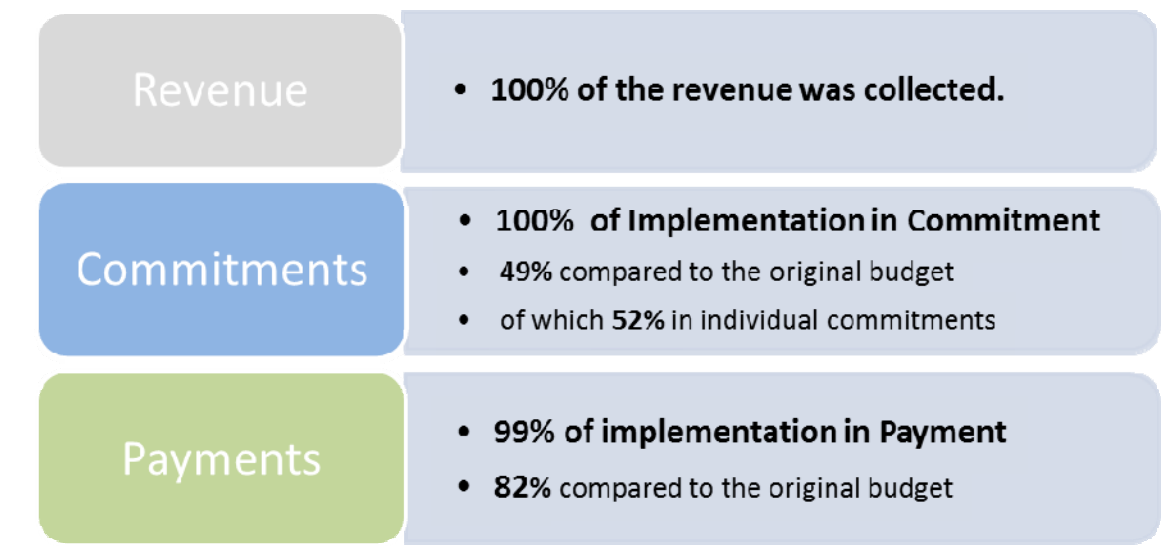 Revenue
• 100% of the revenue was collected.
Commitments
• 100% of Implementation in Commitment
• 49% compared to the original budget
• of which 52% in individual commitments
Payments
• 99% of implementation in Payment
• 82% compared to the original budget